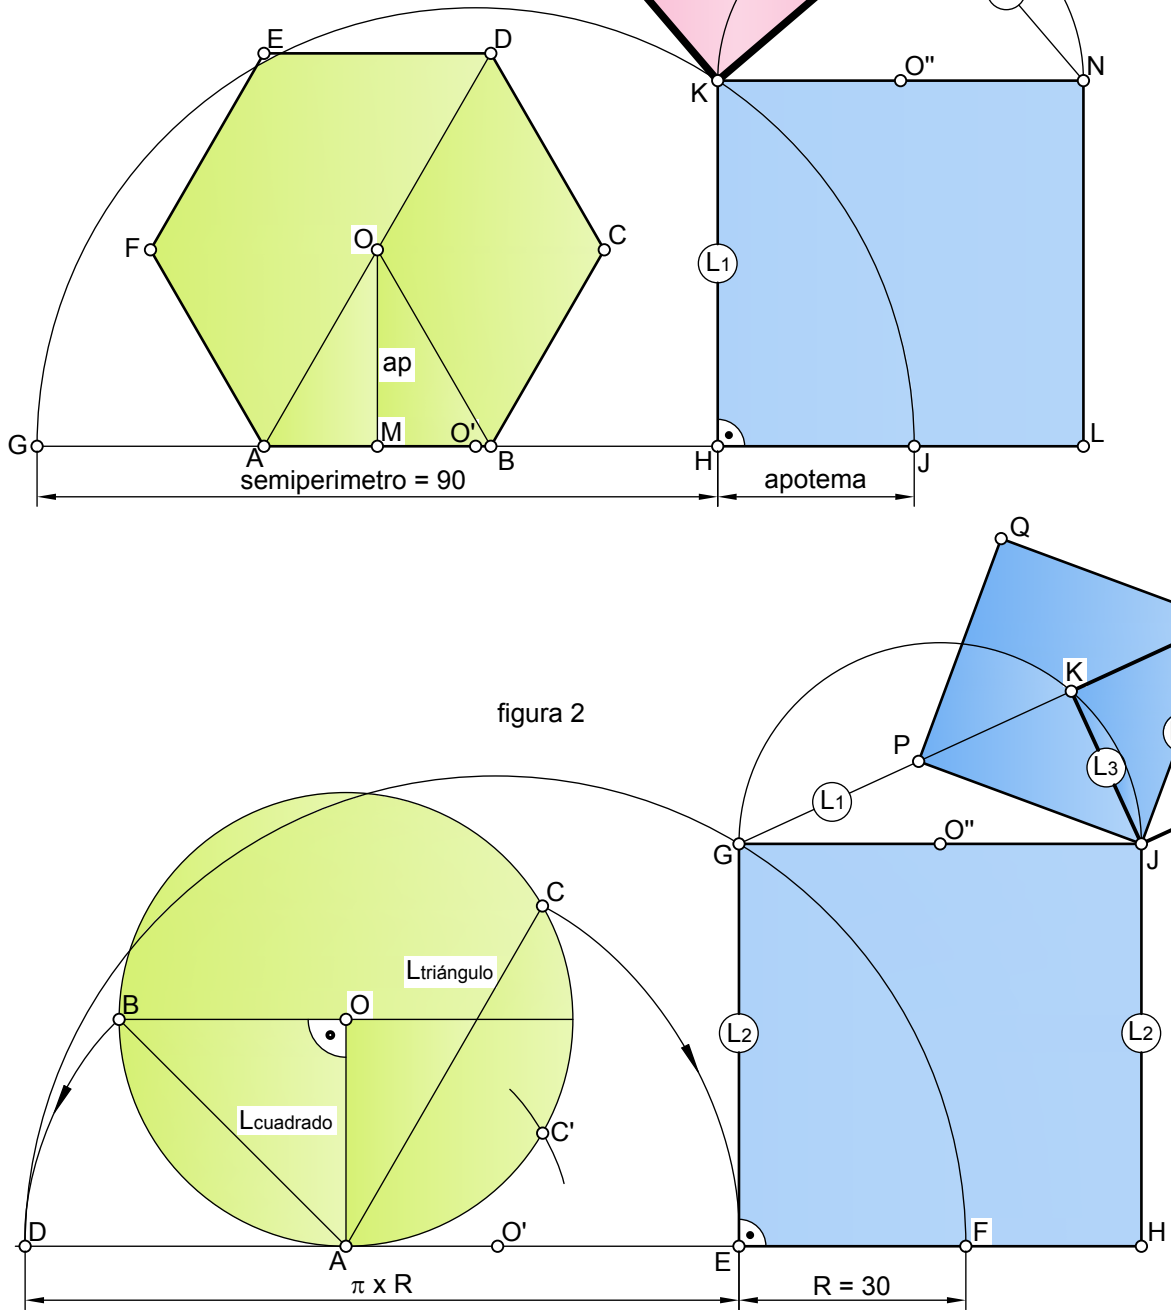 E
D
K
O''
N
F
O
C
L1
ap
G
A
M
O'
B
H
J
L
semiperimetro = 90
apotema
Q
figura 2
K
P
L3
L1
G
O''
J
C
Ltriángulo
B
O
L2
L2
Lcuadrado
C'
D
A
O'
E
F
H
π x R
R = 30